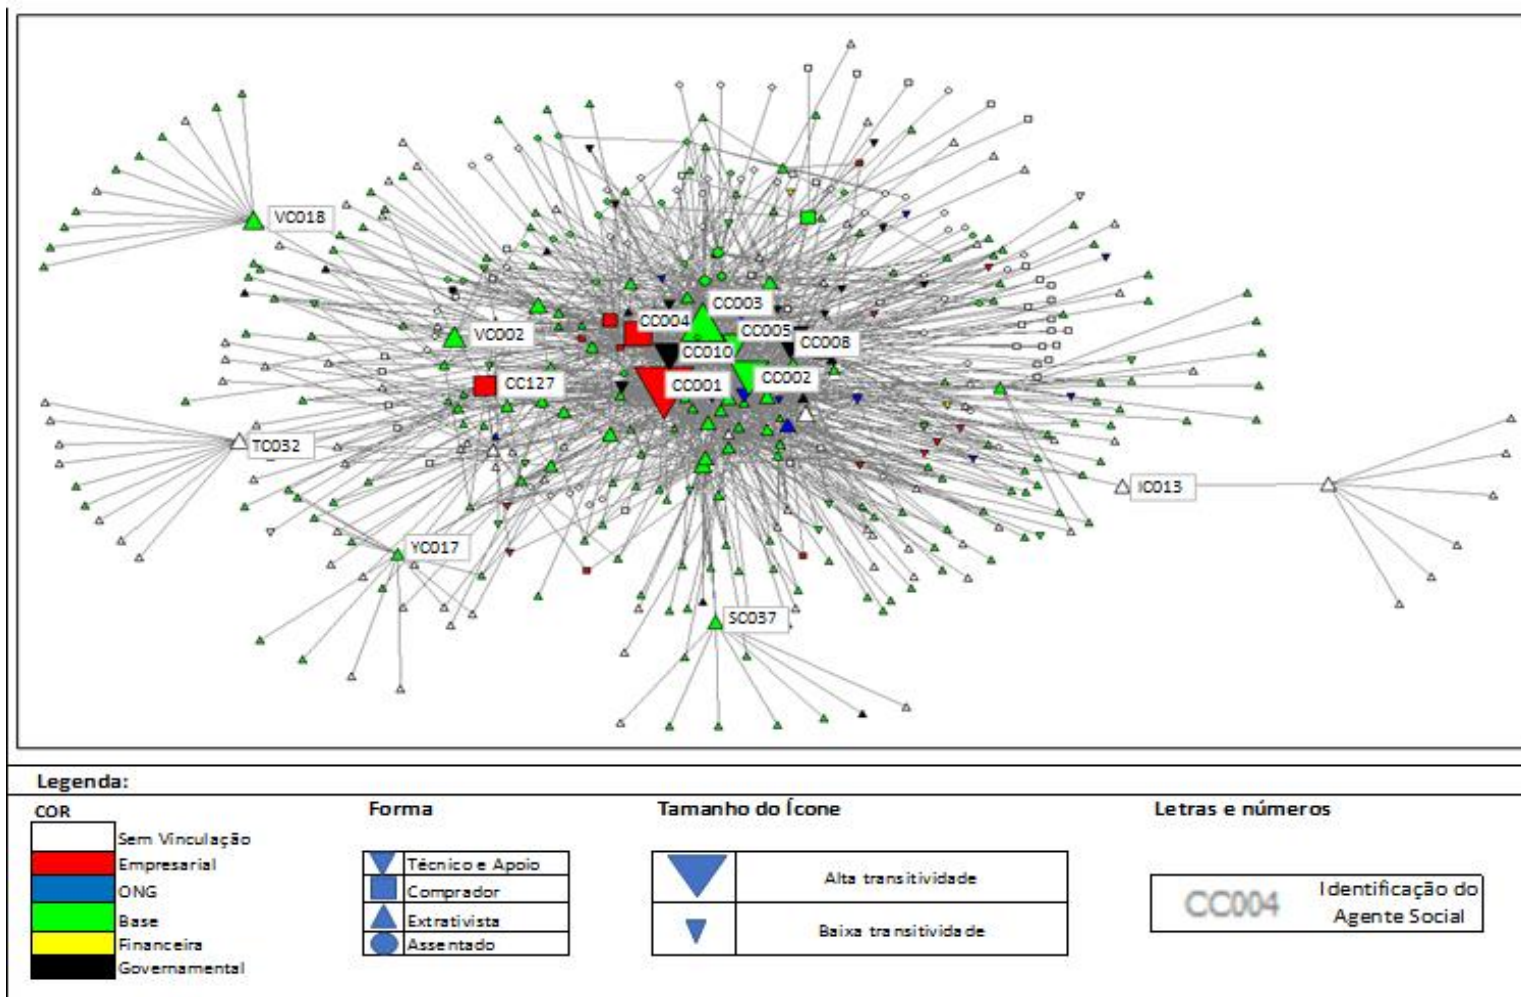 VC018
CC003
CC004
CC005
VC002
CC010
CC008
CC127
CC001
CC002
TC032
IC013
YC017
SC037
Legenda:
COR
Forma
Tamanho do Ícone
Letras e números
Sem Vinculação
Empresarial
ONG
Base
Financeira
Governamental
Técnico e Apoio
Comprador
Extrativista
Assentado
Alta transitividade
Baixa transitividade
CC004
Identificação do
Agente Social